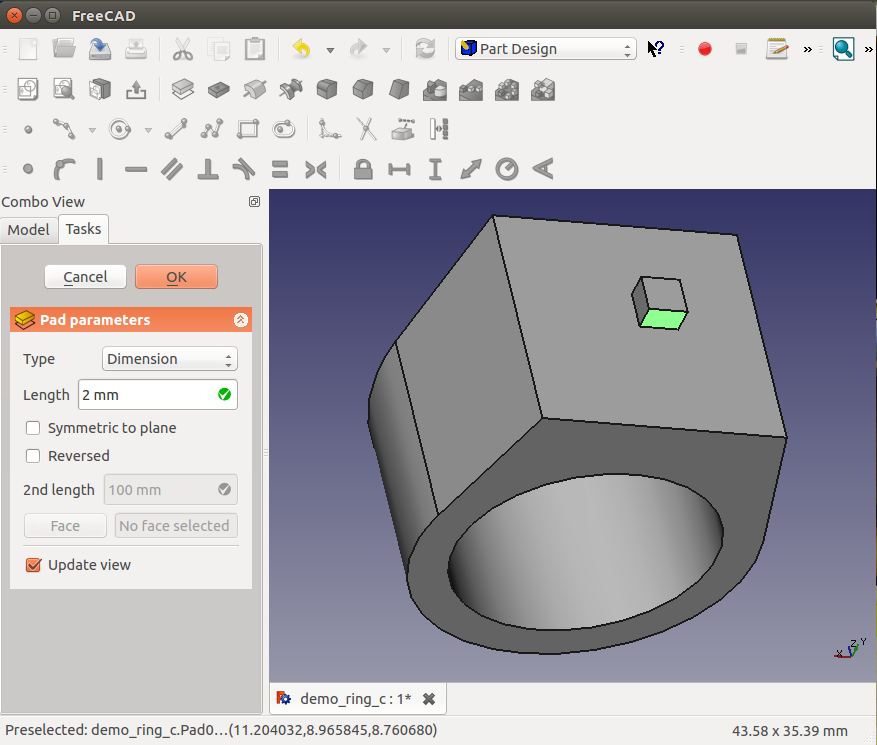 FreeCAD
Part Design
»
»
Combo View
Model
Tasks
Cancel
OK
Pad parameters
Type
Dimension
Length
2 mm
Symmetric to plane
Reversed
2nd length
100 mm
Face
No face selected
Update view
X Z Y
demo_ring_c : 1*
Preselected: demo_ring_c.Pad0...(11.204032,8.965845,8.760680)
43.58 x 35.39 mm